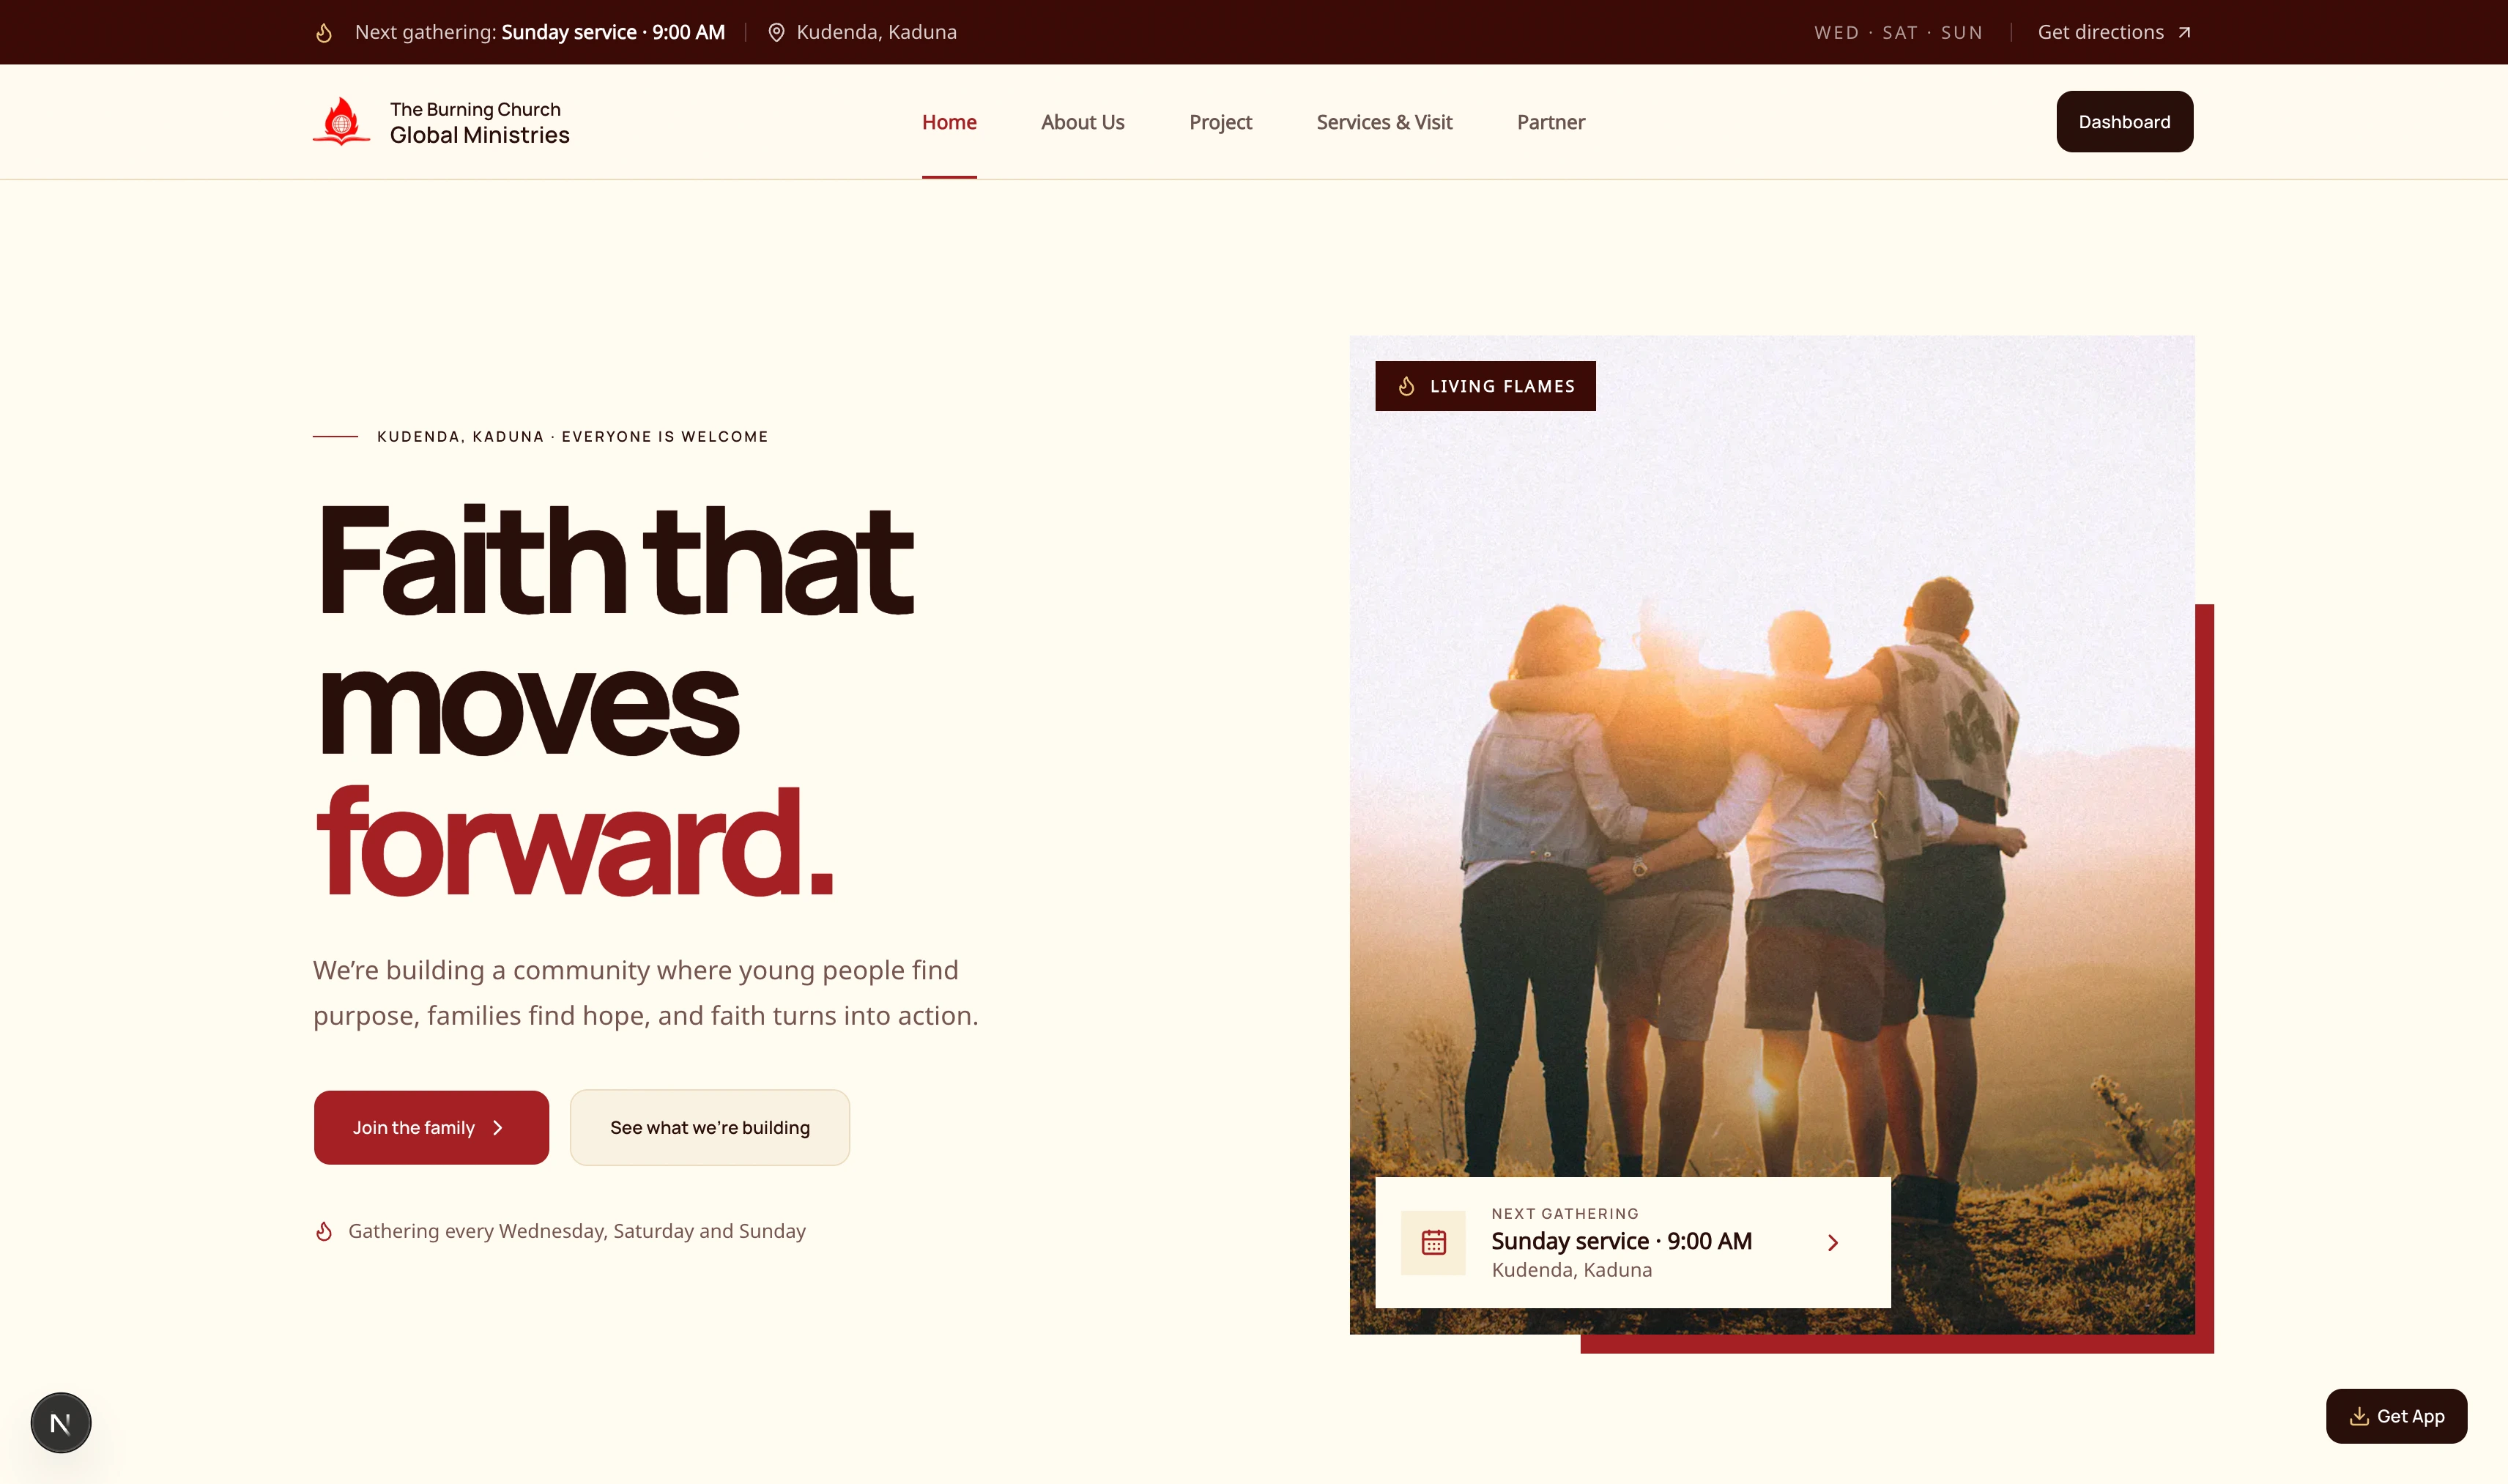 Next gathering: Sunday service · 9:00 AM
Kudenda, Kaduna
WED · SAT · SUN
Get directions
The Burning Church
Global Ministries
Home
About Us
Project
Services & Visit
Partner
Dashboard
LIVING FLAMES
KUDENDA, KADUNA · EVERYONE IS WELCOME
Faith that
moves
forward.
We’re building a community where young people find
purpose, families find hope, and faith turns into action.
Join the family
See what we’re building
Gathering every Wednesday, Saturday and Sunday
NEXT GATHERING
Sunday service · 9:00 AM
Kudenda, Kaduna
N
Get App